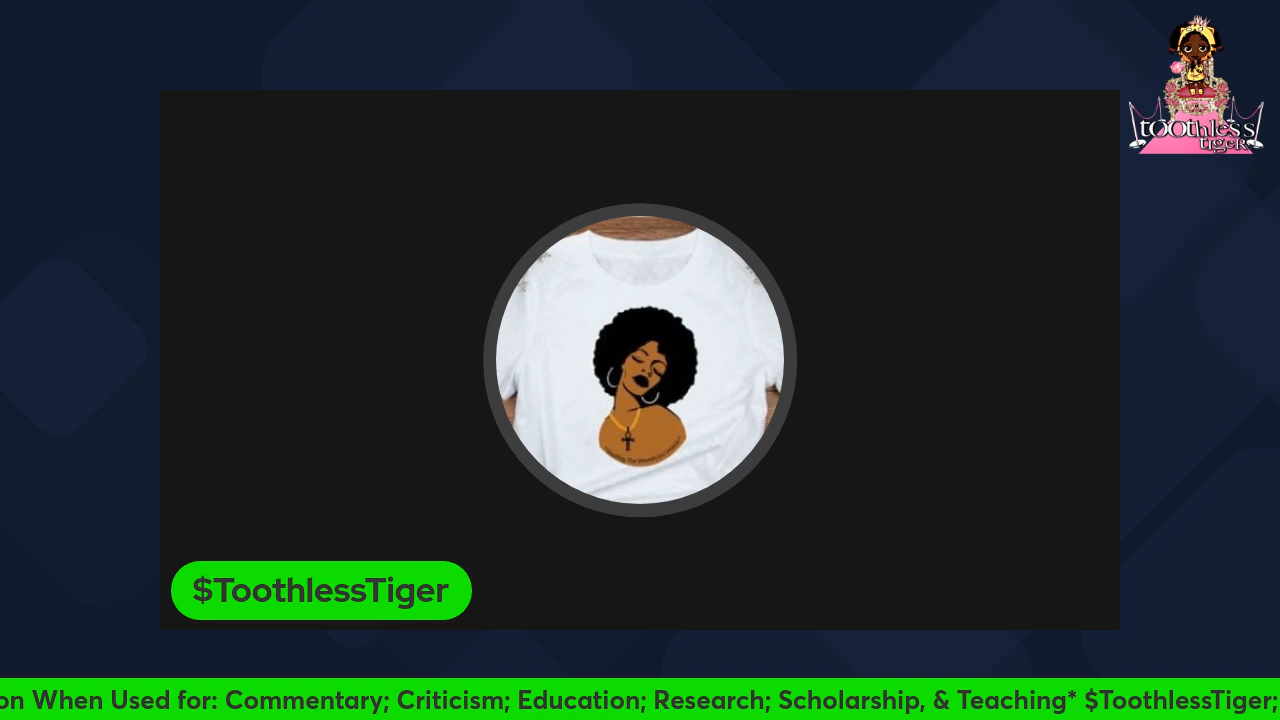 toothless
tiger
$ToothlessTiger
on When Used for: Commentary; Criticism; Education; Research; Scholarship, & Teaching* $ToothlessTiger;